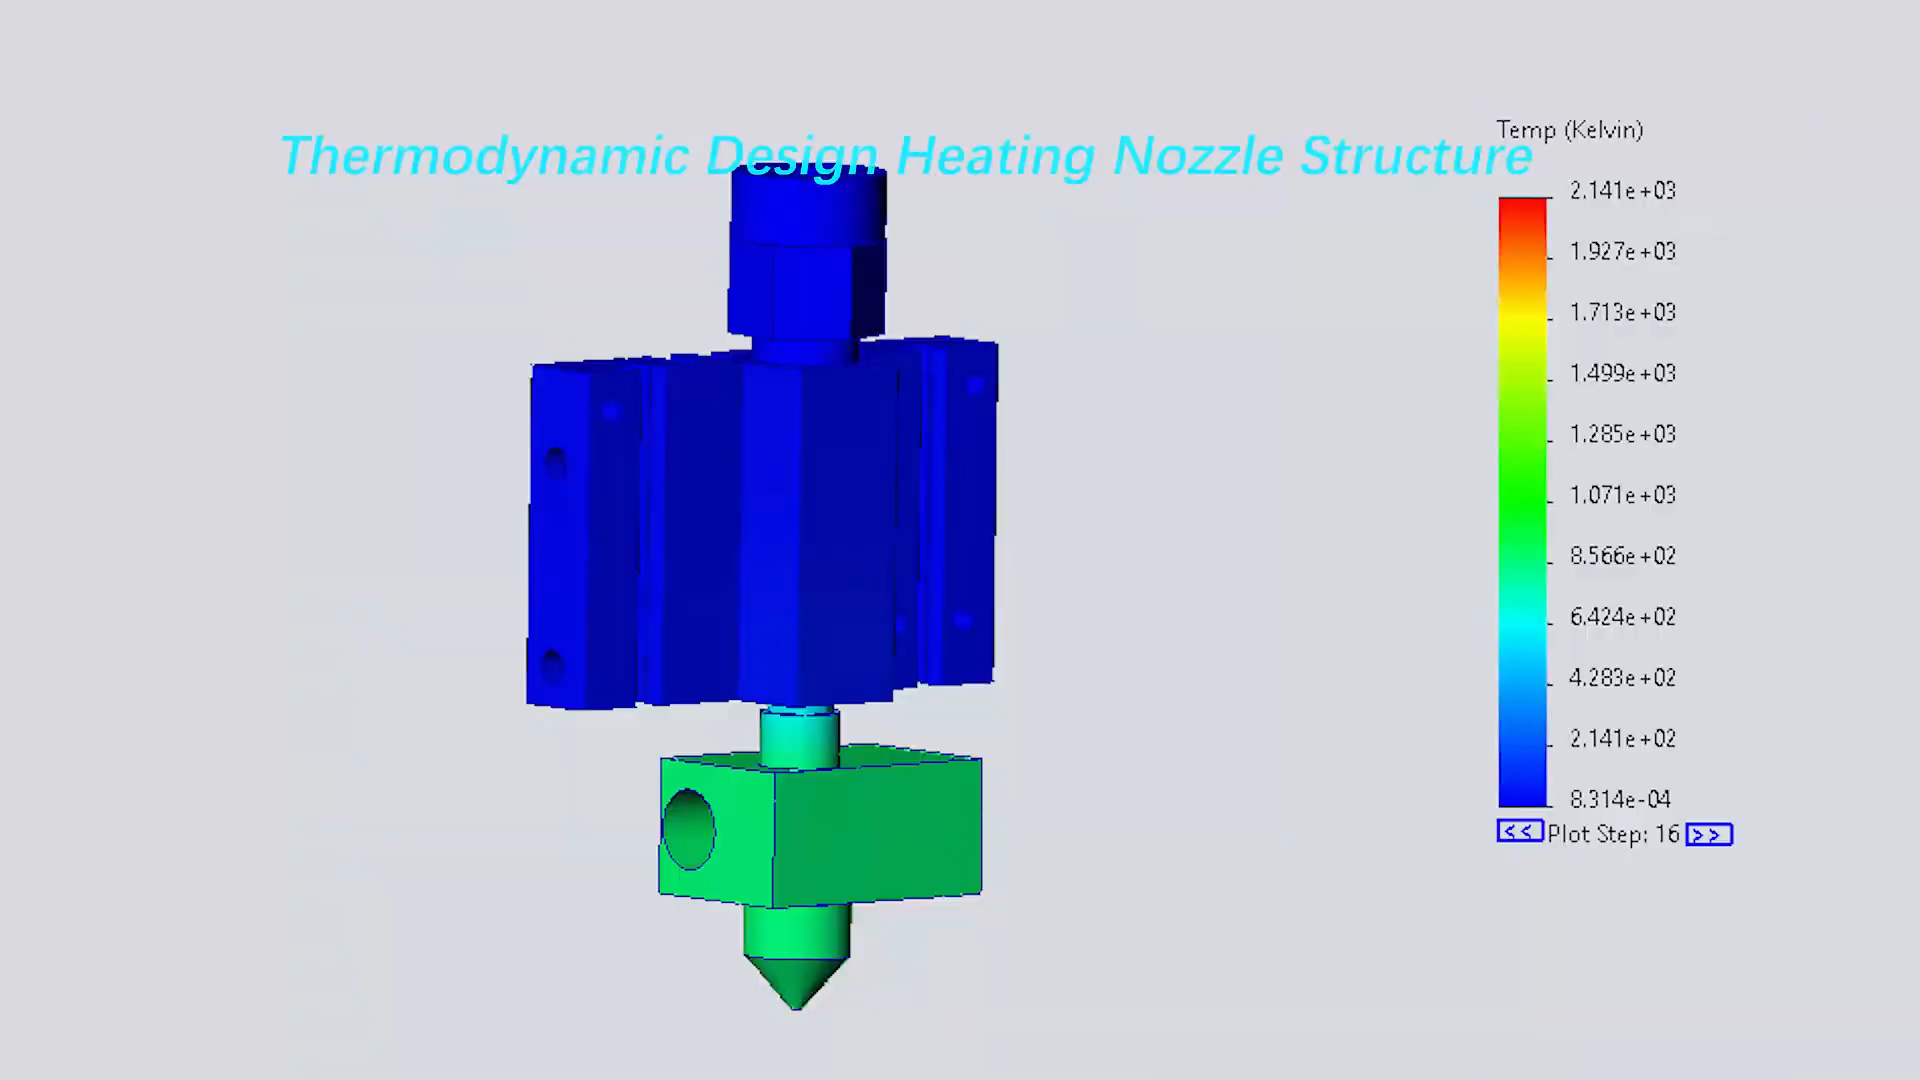 Thermodynamic Design Heating Nozzle Structure
Temp (Kelvin)
2.141e+03
1.927e+03
1.713e+03
1.499e+03
1.285e+03
1.071e+03
8.566e+02
6.424e+02
4.283e+02
2.141e+02
8.314e-04
<< Plot Step: 16 >>